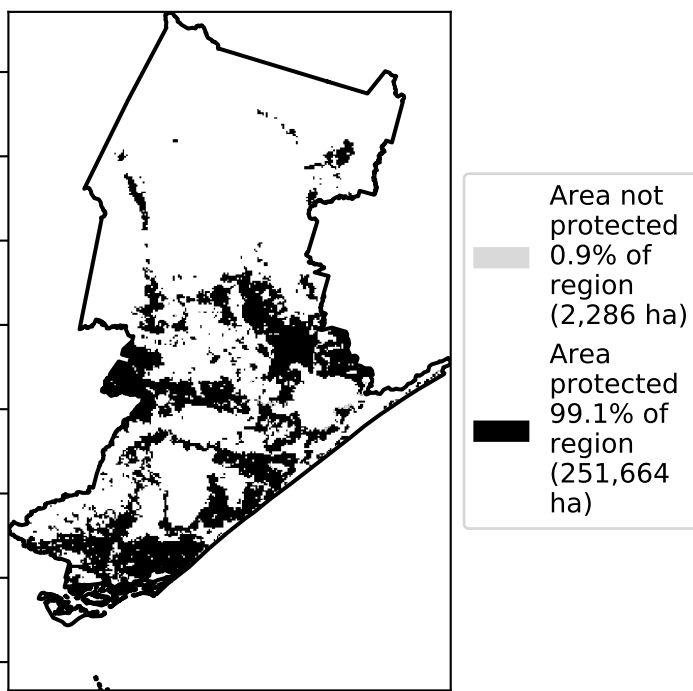 Area not
protected
0.9% of
region
(2,286 ha)
Area
protected
99.1% of
region
(251,664
ha)